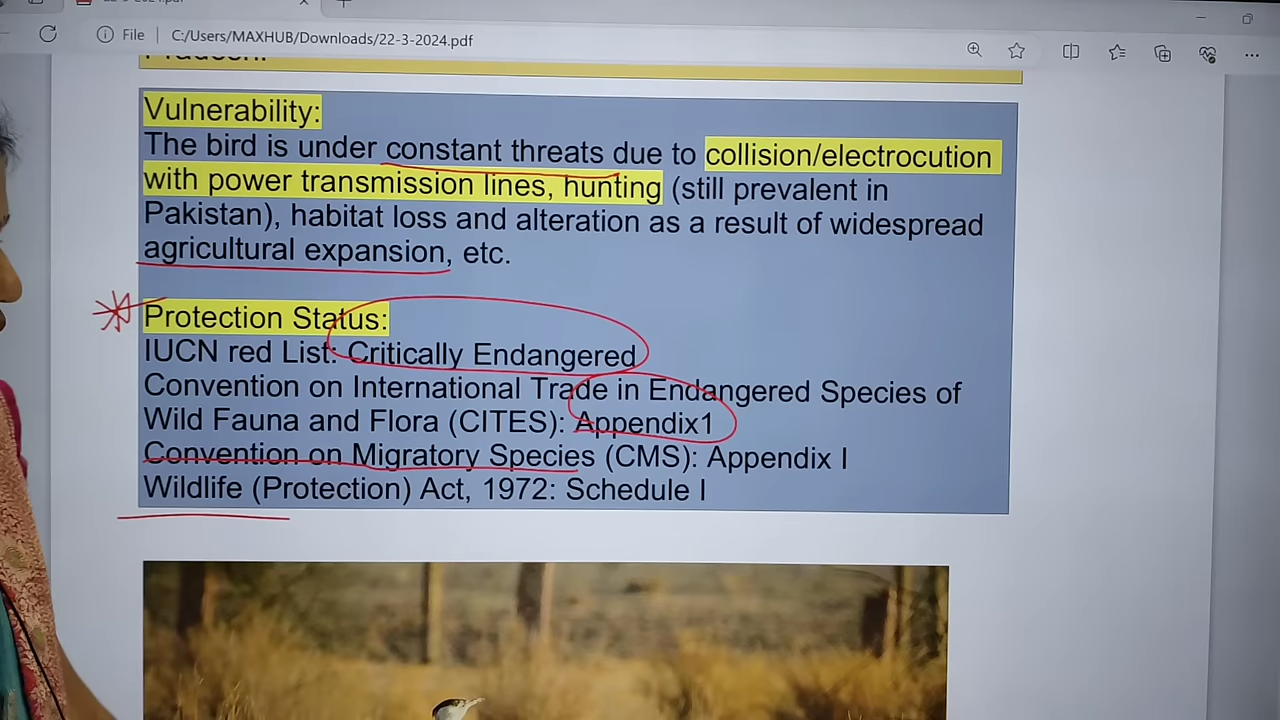 File
C:/Users/MAXHUB/Downloads/22-3-2024.pdf
Vulnerability:
The bird is under constant threats due to collision/electrocution
with power transmission lines, hunting (still prevalent in
Pakistan), habitat loss and alteration as a result of widespread
agricultural expansion, etc.
Protection Status:
IUCN red List: Critically Endangered
Convention on International Trade in Endangered Species of
Wild Fauna and Flora (CITES): Appendix1
Convention on Migratory Species (CMS): Appendix I
Wildlife (Protection) Act, 1972: Schedule I